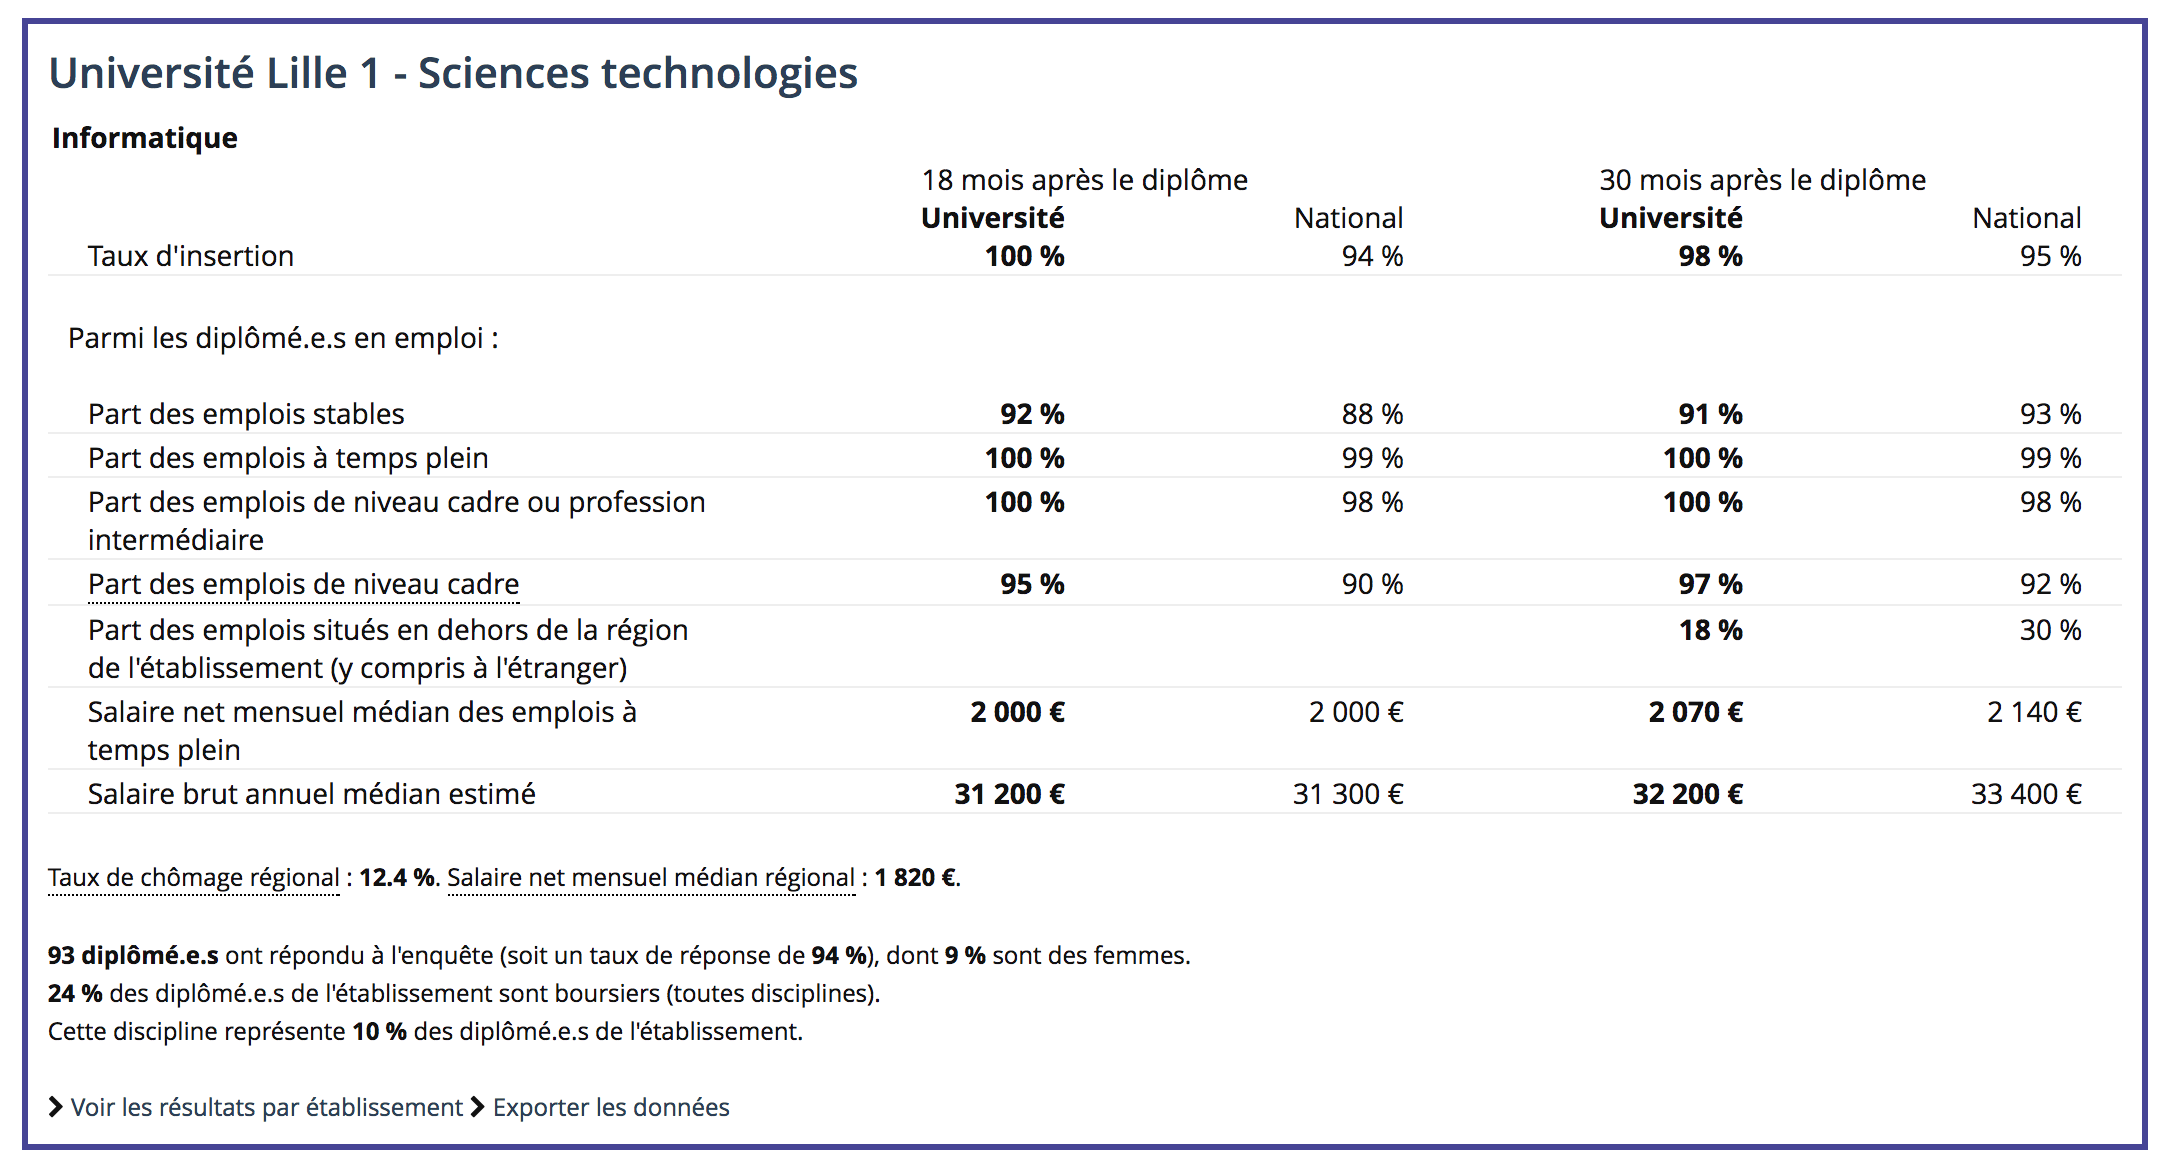 Université Lille 1 - Sciences technologies
Informatique
18 mois après le diplôme 30 mois après le diplôme
Université National Université National
Taux d'insertion 100 % 94 % 98 % 95 %
Parmi les diplômé.e.s en emploi :
Part des emplois stables 92 % 88 % 91 % 93 %
Part des emplois à temps plein 100 % 99 % 100 % 99 %
Part des emplois de niveau cadre ou profession 100 % 98 % 100 % 98 %
intermédiaire
Part des emplois de niveau cadre 95 % 90 % 97 % 92 %
Part des emplois situés en dehors de la région 18 % 30 %
de l'établissement (y compris à l'étranger)
Salaire net mensuel médian des emplois à 2 000 € 2 000 € 2 070 € 2 140 €
temps plein
Salaire brut annuel médian estimé 31 200 € 31 300 € 32 200 € 33 400 €
Taux de chômage régional : 12.4 %. Salaire net mensuel médian régional : 1 820 €.
93 diplômé.e.s ont répondu à l'enquête (soit un taux de réponse de 94 %), dont 9 % sont des femmes.
24 % des diplômé.e.s de l'établissement sont boursiers (toutes disciplines).
Cette discipline représente 10 % des diplômé.e.s de l'établissement.
Voir les résultats par établissement Exporter les données